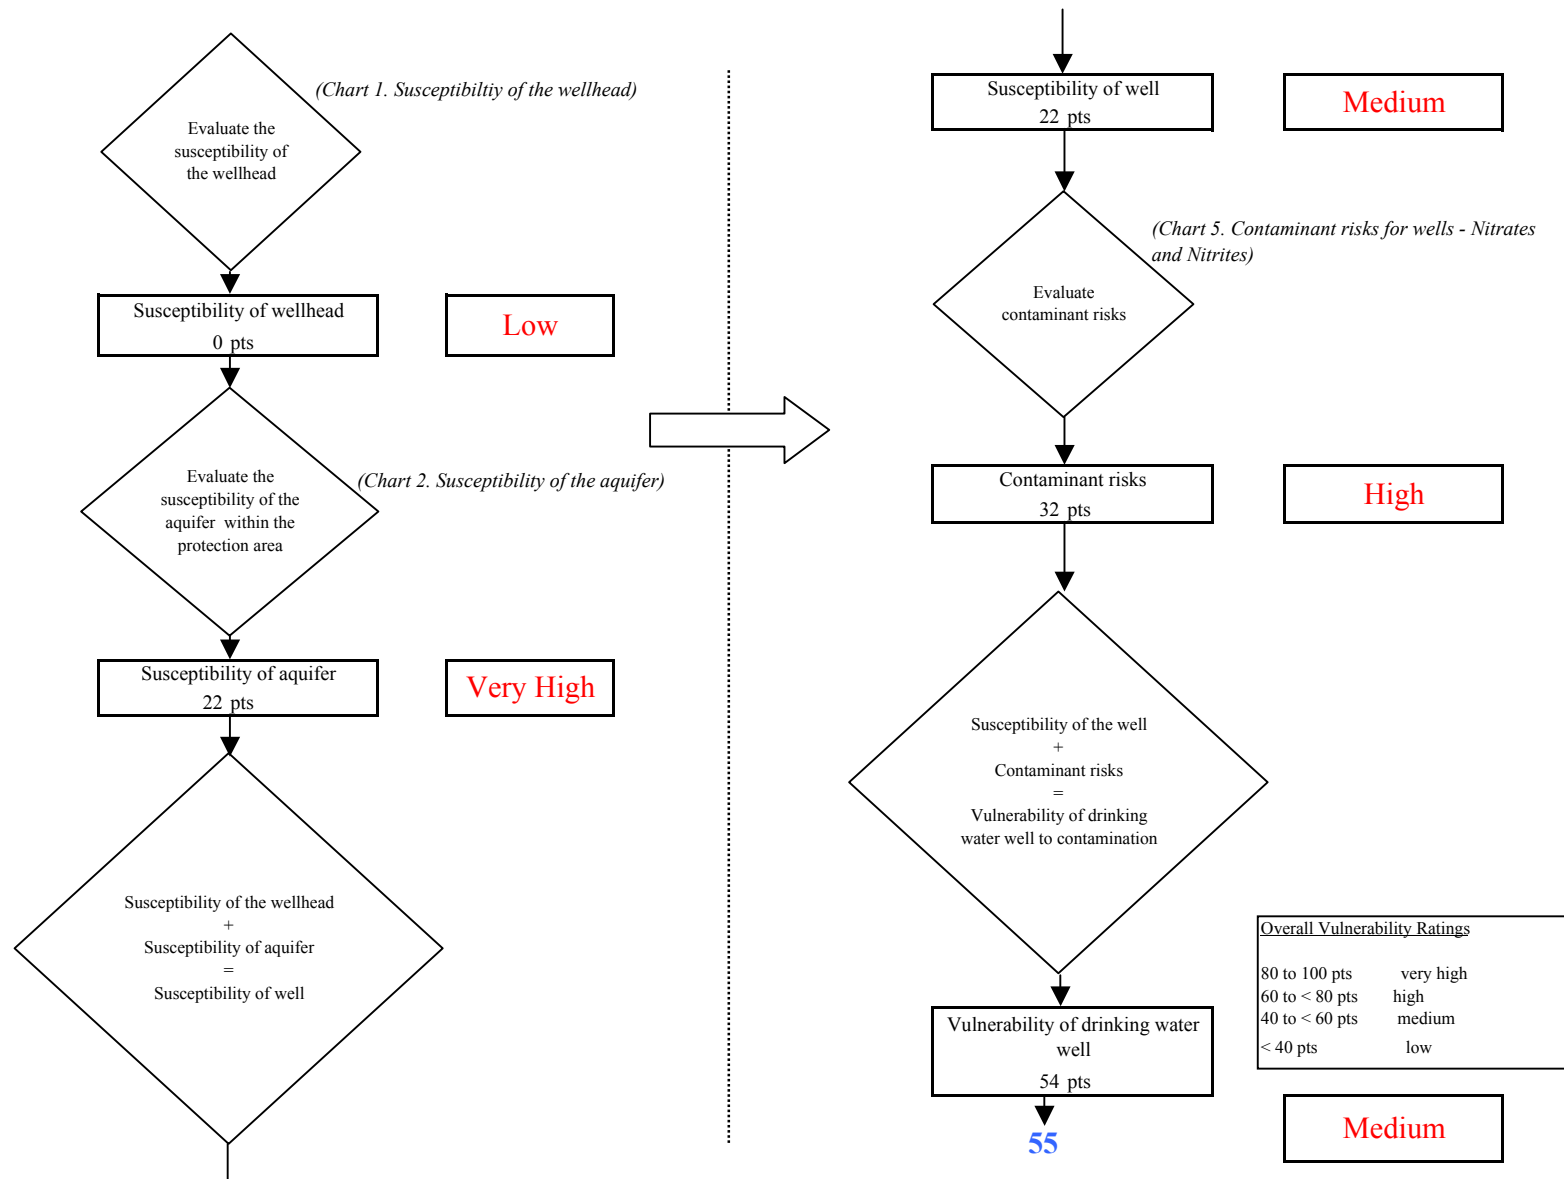 (Chart 1. Susceptibiltiy of the wellhead)
Evaluate the
susceptibility of
the wellhead
Susceptibility of wellhead
0 pts
Low
Evaluate the
susceptibility of the
aquifer within the
protection area
(Chart 2. Susceptibility of the aquifer)
Susceptibility of aquifer
22 pts
Very High
Susceptibility of the wellhead
+
Susceptibility of aquifer
=
Susceptibility of well
Susceptibility of well
22 pts
Medium
(Chart 5. Contaminant risks for wells - Nitrates
and Nitrites)
Evaluate
contaminant risks
Contaminant risks
32 pts
High
Susceptibility of the well
+
Contaminant risks
=
Vulnerability of drinking
water well to contamination
Overall Vulnerability Ratings
80 to 100 pts very high
60 to < 80 pts high
40 to < 60 pts medium
< 40 pts low
Vulnerability of drinking water
well
54 pts
55
Medium